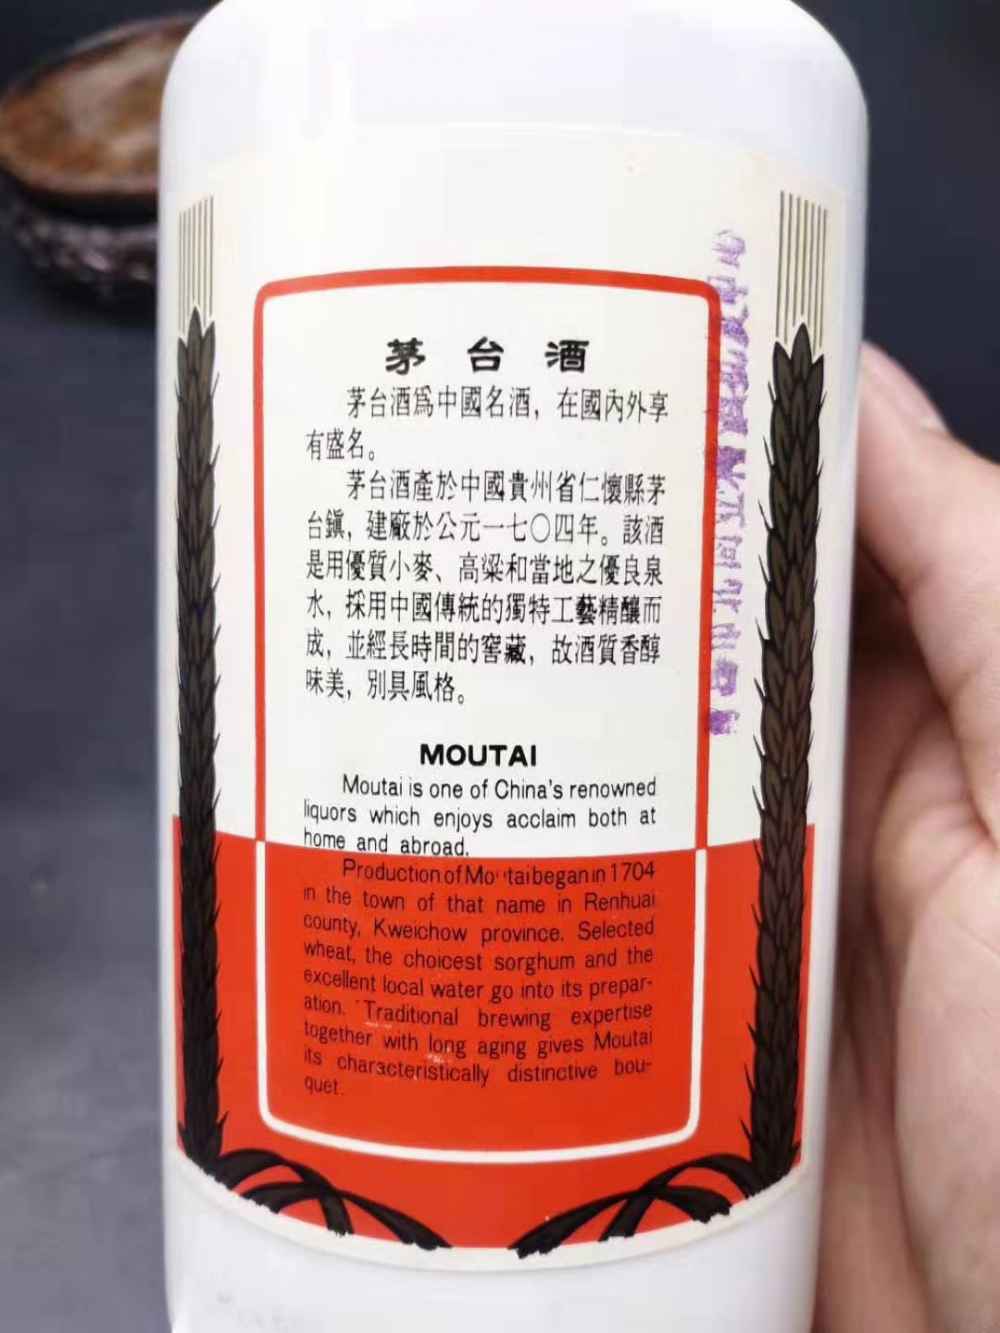 茅台酒
茅台酒爲中國名酒，在國內外享
有盛名。
茅台酒產於中國貴州省仁懷縣茅
台鎮，建廠於公元一七〇四年。該酒
是用優質小麥、高粱和當地之優良泉
水，採用中國傳統的獨特工藝精釀而
成，並經長時間的窖藏，故酒質香醇
味美，別具風格。
MOUTAI
Moutai is one of China's renowned
liquors which enjoys acclaim both at
home and abroad.
Production of Moutai began in 1704
in the town of that name in Renhuai
county, Kweichow province. Selected
wheat, the choicest sorghum and the
excellent local water go into its prepar-
ation. Traditional brewing expertise
together with long aging gives Moutai
its characteristically distinctive bou-
quet.